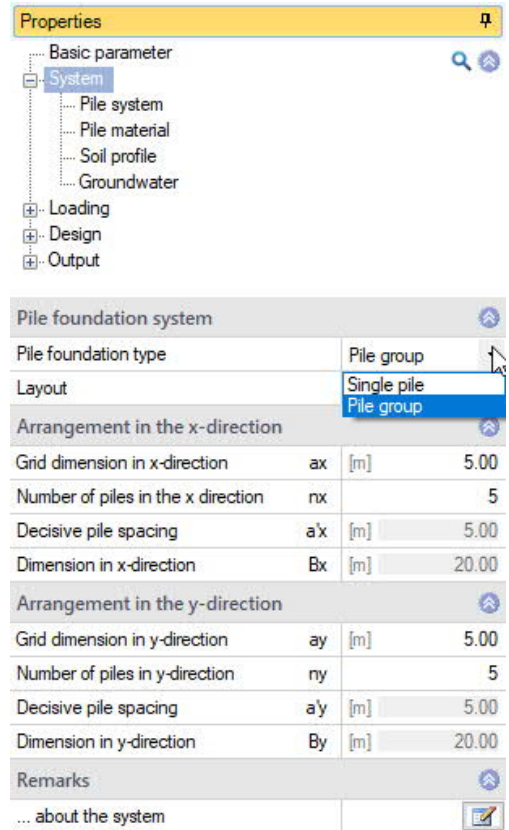 Properties
Basic parameter
System
Pile system
Pile material
Soil profile
Groundwater
Loading
Design
Output
Pile foundation system
Pile foundation type Pile group
Layout Single pile
Pile group
Arrangement in the x-direction
Grid dimension in x-direction ax [m] 5.00
Number of piles in the x direction nx 5
Decisive pile spacing a'x [m] 5.00
Dimension in x-direction Bx [m] 20.00
Arrangement in the y-direction
Grid dimension in y-direction ay [m] 5.00
Number of piles in y-direction ny 5
Decisive pile spacing a'y [m] 5.00
Dimension in y-direction By [m] 20.00
Remarks
... about the system